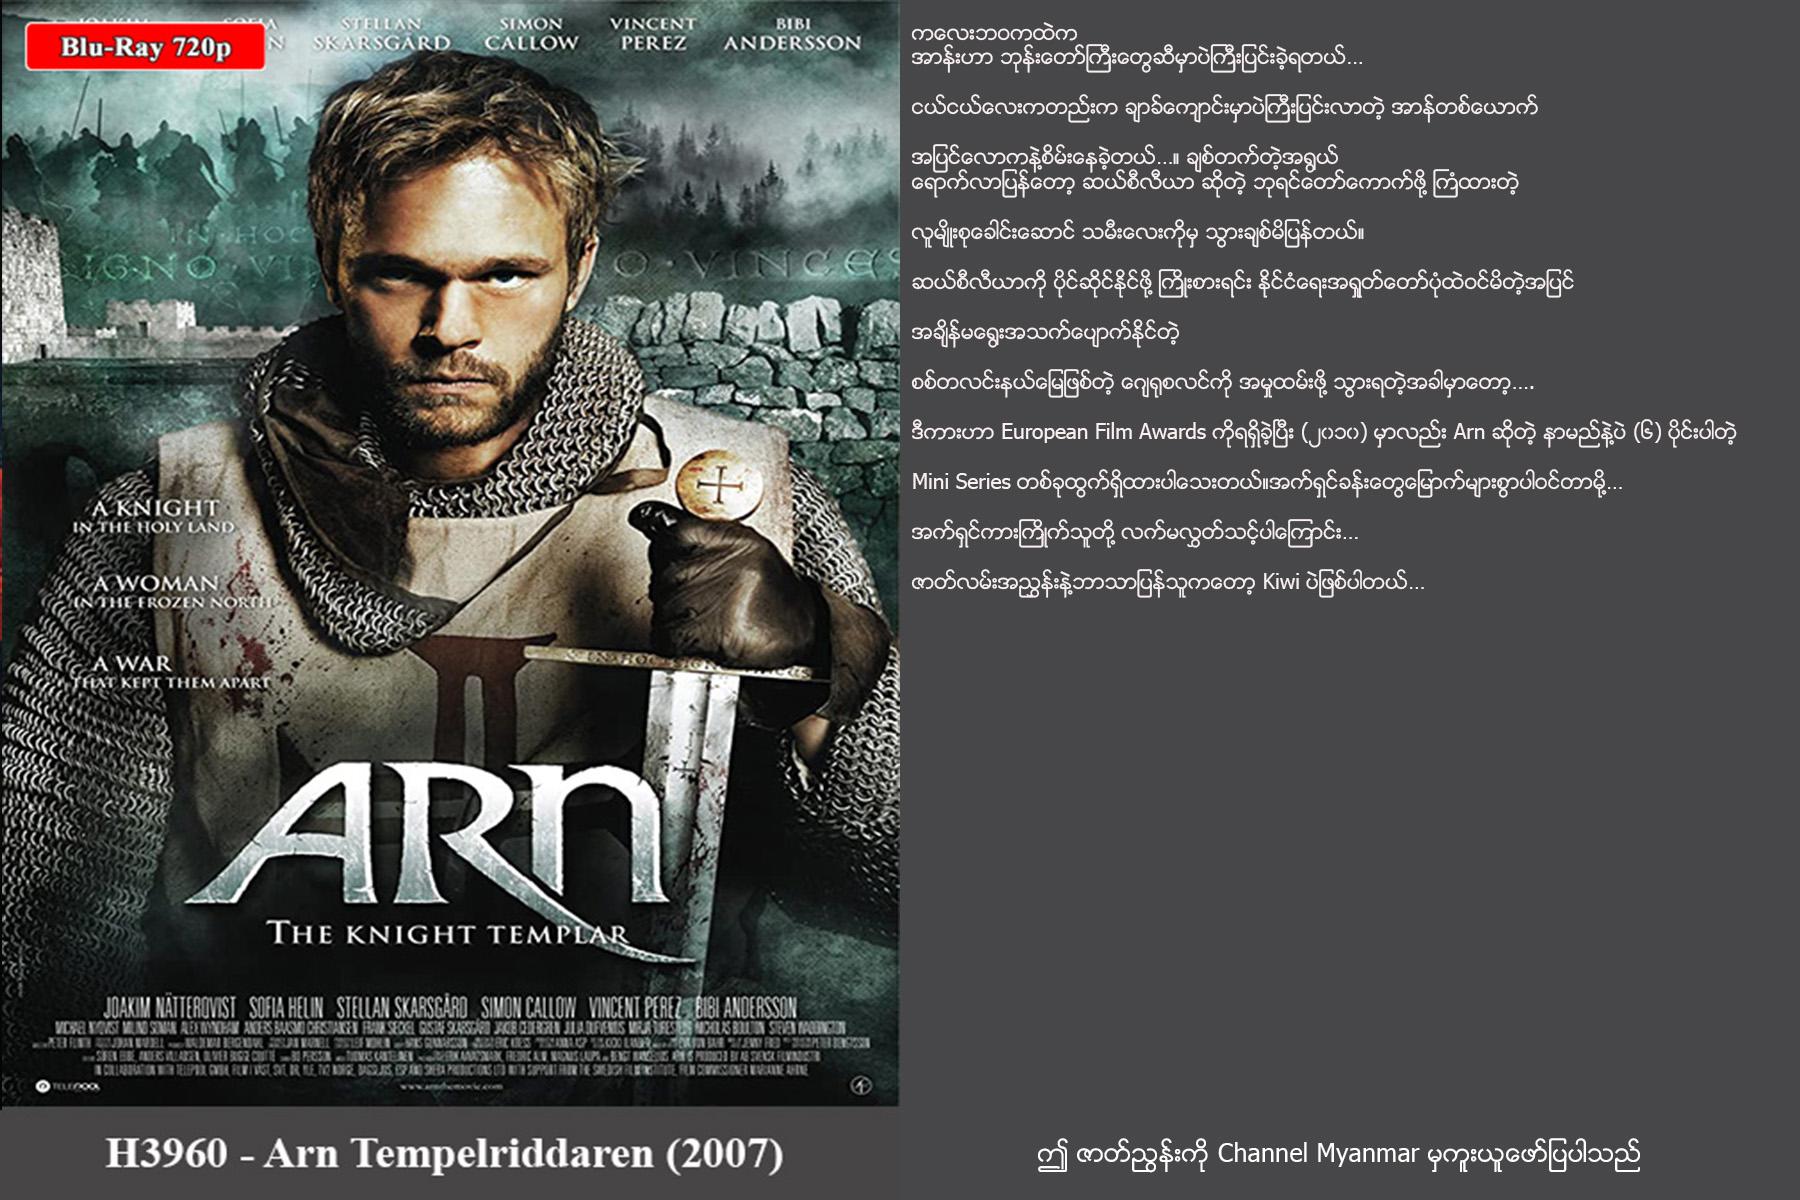 STELLAN SIMON VINCENT BIBI
SKARSGÅRD CALLOW PEREZ ANDERSSON
Blu-Ray 720p
IN HOC
SIGNO VINCES
A KNIGHT
IN THE HOLY LAND
A WOMAN
IN THE FROZEN NORTH
A WAR
THAT KEPT THEM APART
ARN
THE KNIGHT TEMPLAR
JOAKIM NÄTTERQVIST SOFIA HELIN STELLAN SKARSGÅRD SIMON CALLOW VINCENT PEREZ BIBI ANDERSSON
TELEPOOL
www.arnthemovie.com
H3960 - Arn Tempelriddaren (2007)
ကလေးဘဝကထဲက
အာန်းဟာ ဘုန်းတော်ကြီးတွေဆီမှာပဲကြီးပြင်းခဲ့ရတယ်...
ငယ်ငယ်လေးကတည်းက ချာခ်ကျောင်းမှာပဲကြီးပြင်းလာတဲ့ အာန်တစ်ယောက်
အပြင်လောကနဲ့စိမ်းနေခဲ့တယ်...။ ချစ်တက်တဲ့အရွယ်
ရောက်လာပြန်တော့ ဆယ်စီလီယာ ဆိုတဲ့ ဘုရင်တော်ကောက်ဖို့ ကြံထားတဲ့
လူမျိုးစုခေါင်းဆောင် သမီးလေးကိုမှ သွားချစ်မိပြန်တယ်။
ဆယ်စီလီယာကို ပိုင်ဆိုင်နိုင်ဖို့ ကြိုးစားရင်း နိုင်ငံရေးအရှုတ်တော်ပုံထဲဝင်မိတဲ့အပြင်
အချိန်မရွေးအသက်ပျောက်နိုင်တဲ့
စစ်တလင်းနယ်မြေဖြစ်တဲ့ ဂျေရုစလင်ကို အမှုထမ်းဖို့ သွားရတဲ့အခါမှာတော့....
ဒီကားဟာ European Film Awards ကိုရရှိခဲ့ပြီး (၂၀၁၀) မှာလည်း Arn ဆိုတဲ့ နာမည်နဲ့ပဲ (၆) ပိုင်းပါတဲ့
Mini Series တစ်ခုထွက်ရှိထားပါသေးတယ်။အက်ရှင်ခန်းတွေမြောက်များစွာပါဝင်တာမို့...
အက်ရှင်ကားကြိုက်သူတို့ လက်မလွှတ်သင့်ပါကြောင်း...
ဇာတ်လမ်းအညွှန်းနဲ့ဘာသာပြန်သူကတော့ Kiwi ပဲဖြစ်ပါတယ်...
ဤ ဇာတ်ညွှန်းကို Channel Myanmar မှကူးယူဖော်ပြပါသည်